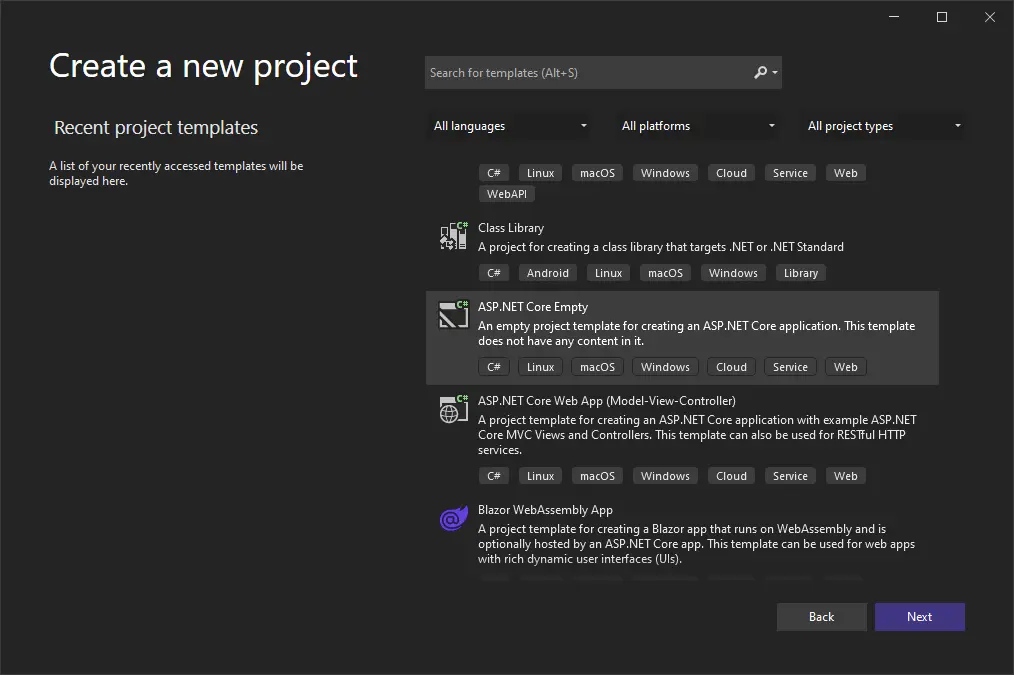 Create a new project
Search for templates (Alt+S)
Recent project templates
A list of your recently accessed templates will be
displayed here.
All languages
All platforms
All project types
C# Linux macOS Windows Cloud Service Web
WebAPI
C#
Class Library
A project for creating a class library that targets .NET or .NET Standard
C# Android Linux macOS Windows Library
C#
ASP.NET Core Empty
An empty project template for creating an ASP.NET Core application. This template
does not have any content in it.
C# Linux macOS Windows Cloud Service Web
C#
ASP.NET Core Web App (Model-View-Controller)
A project template for creating an ASP.NET Core application with example ASP.NET
Core MVC Views and Controllers. This template can also be used for RESTful HTTP
services.
C# Linux macOS Windows Cloud Service Web
@
Blazor WebAssembly App
A project template for creating a Blazor app that runs on WebAssembly and is
optionally hosted by an ASP.NET Core app. This template can be used for web apps
with rich dynamic user interfaces (UIs).
Back
Next